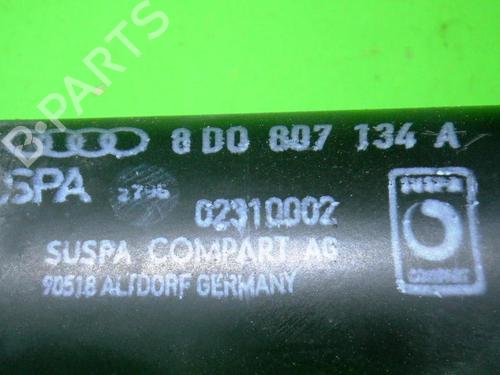 B-PARTS
8D0 807 134 A
SPA
2796
02310002
SUSPA COMPART AG
90518 ALTDORF GERMANY
SUSPA
COMPART